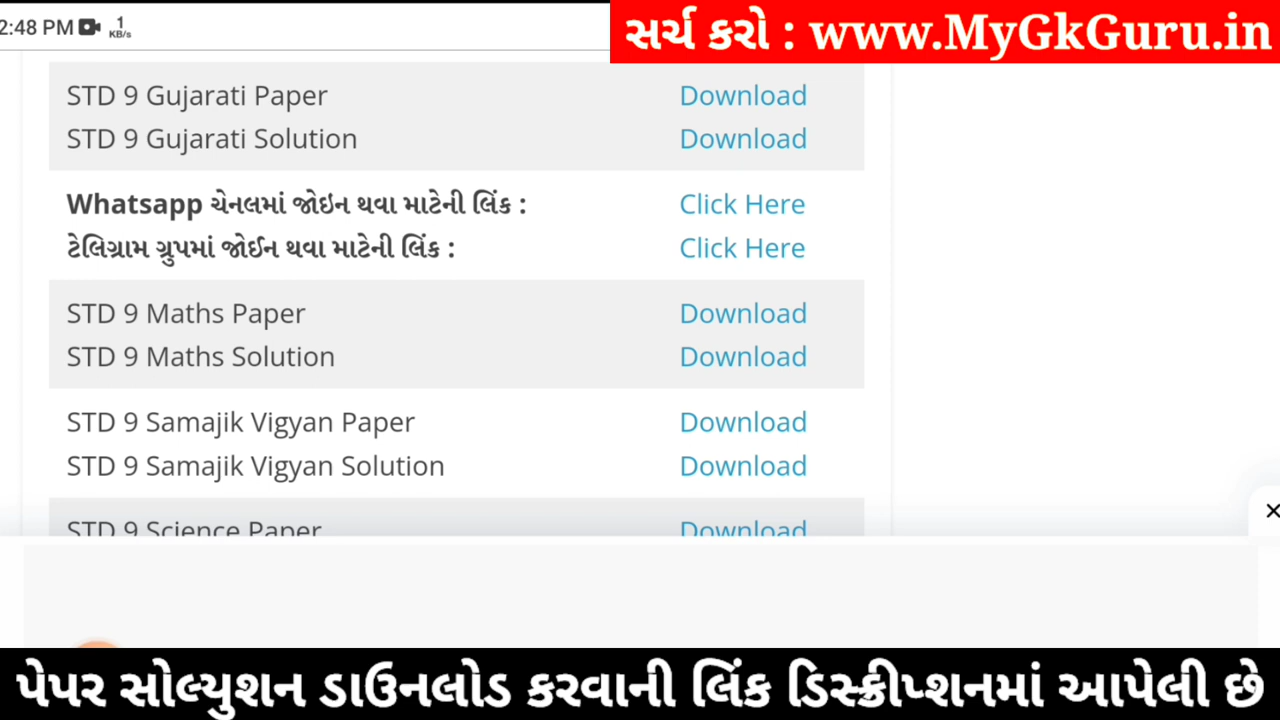 2:48 PM 1 KB/s
સર્ચ કરો : www.MyGkGuru.in
STD 9 Gujarati Paper Download
STD 9 Gujarati Solution Download
Whatsapp ચેનલમાં જોઇન થવા માટેની લિંક : Click Here
ટેલિગ્રામ ગ્રુપમાં જોઈન થવા માટેની લિંક : Click Here
STD 9 Maths Paper Download
STD 9 Maths Solution Download
STD 9 Samajik Vigyan Paper Download
STD 9 Samajik Vigyan Solution Download
STD 9 Science Paper Download
પેપર સોલ્યુશન ડાઉનલોડ કરવાની લિંક ડિસ્ક્રીપ્શનમાં આપેલી છે